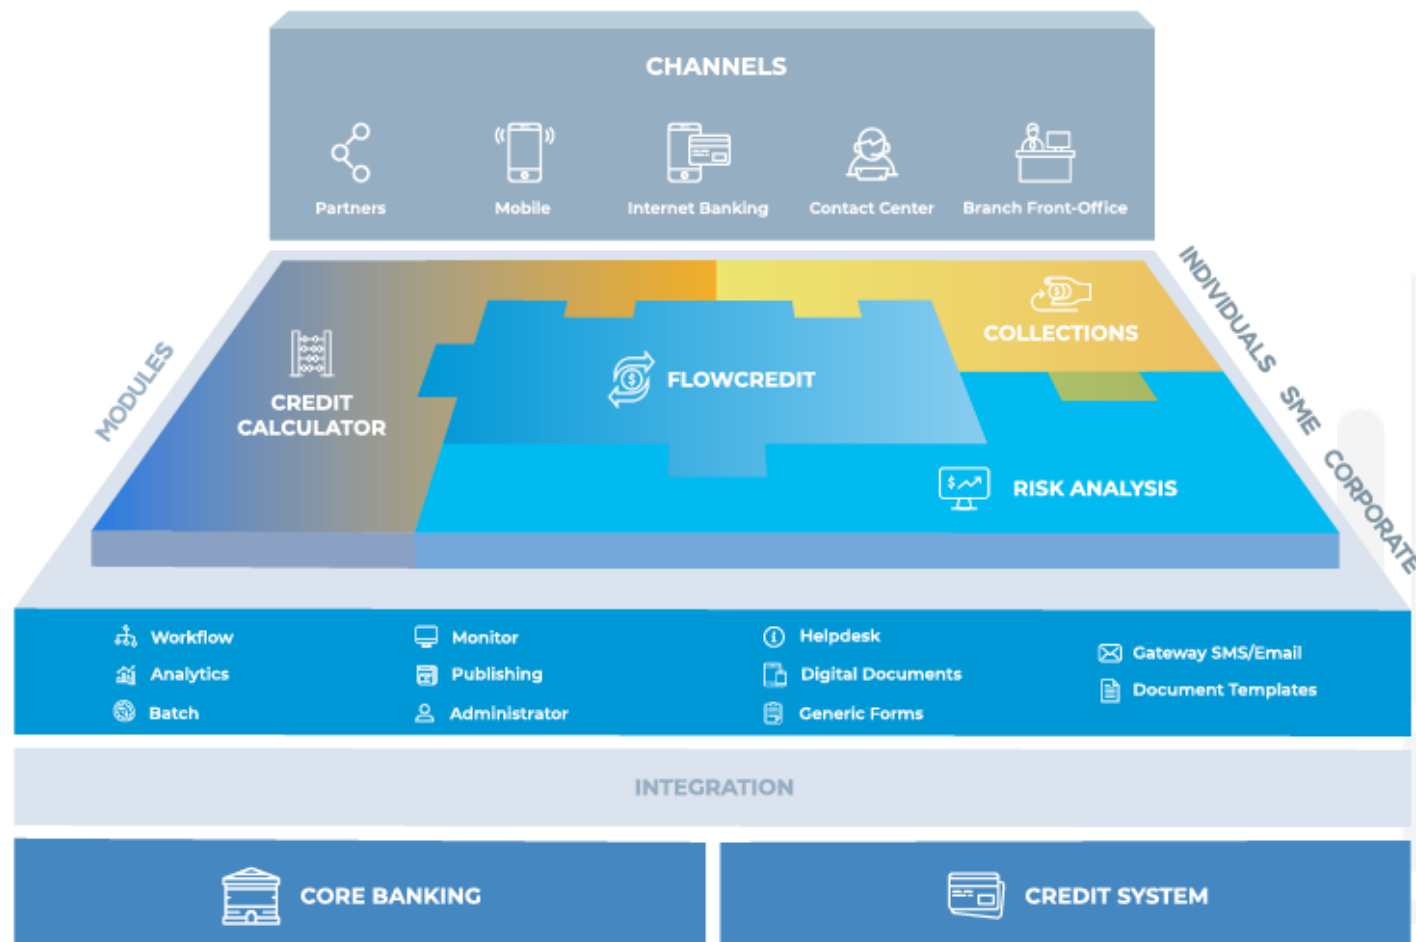 CHANNELS
Partners
Mobile
Internet Banking
Contact Center
Branch Front-Office
MODULES
INDIVIDUALS SME CORPORATE
CREDIT
CALCULATOR
FLOWCREDIT
COLLECTIONS
RISK ANALYSIS
Workflow
Analytics
Batch
Monitor
Publishing
Administrator
Helpdesk
Digital Documents
Generic Forms
Gateway SMS/Email
Document Templates
INTEGRATION
CORE BANKING
CREDIT SYSTEM